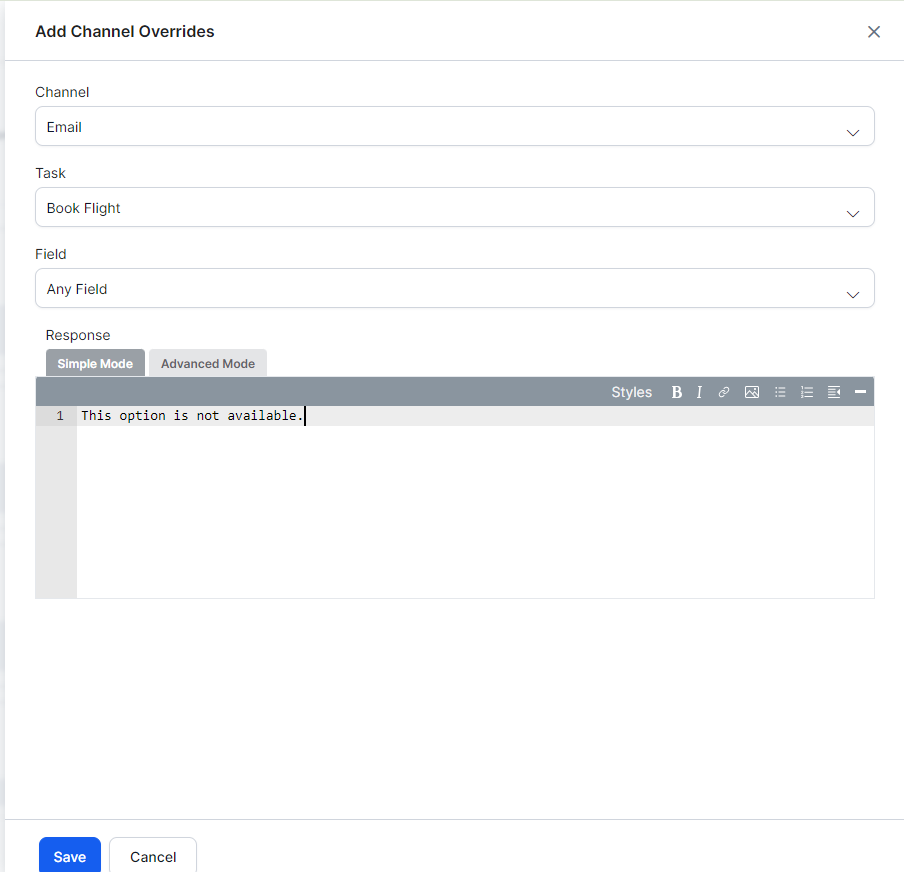 Add Channel Overrides
Channel
Email
Task
Book Flight
Field
Any Field
Response
Simple Mode Advanced Mode
Styles B I
1 This option is not available.
Save Cancel